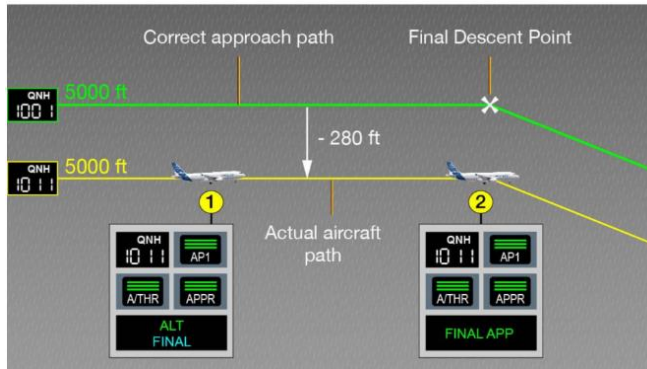 Correct approach path
Final Descent Point
QNH
1001
5000 ft
- 280 ft
QNH
1011
5000 ft
1
2
Actual aircraft
path
QNH
1011
AP1
A/THR
APPR
ALT
FINAL
QNH
1011
AP1
A/THR
APPR
FINAL APP